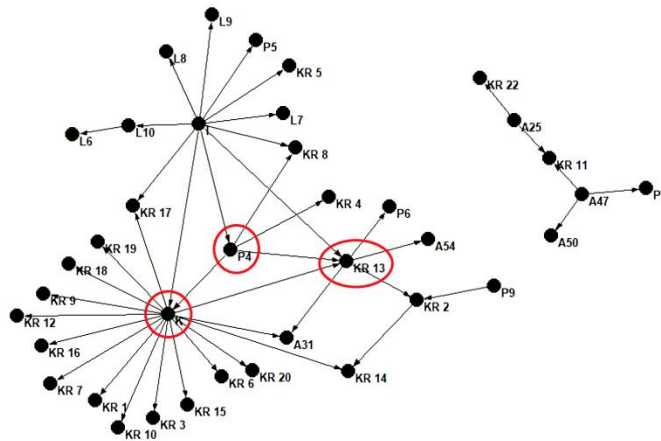 L9
P5
L8
KR 5
KR 22
L7
A25
L10
L6
KR 8
KR 11
A47
P
KR 17
KR 4
P6
A50
KR 19
P4
A54
KR 18
KR 13
KR 9
P9
KR 2
KR 12
K
A31
KR 16
KR 6
KR 20
KR 14
KR 7
KR 1
KR 15
KR 3
KR 10